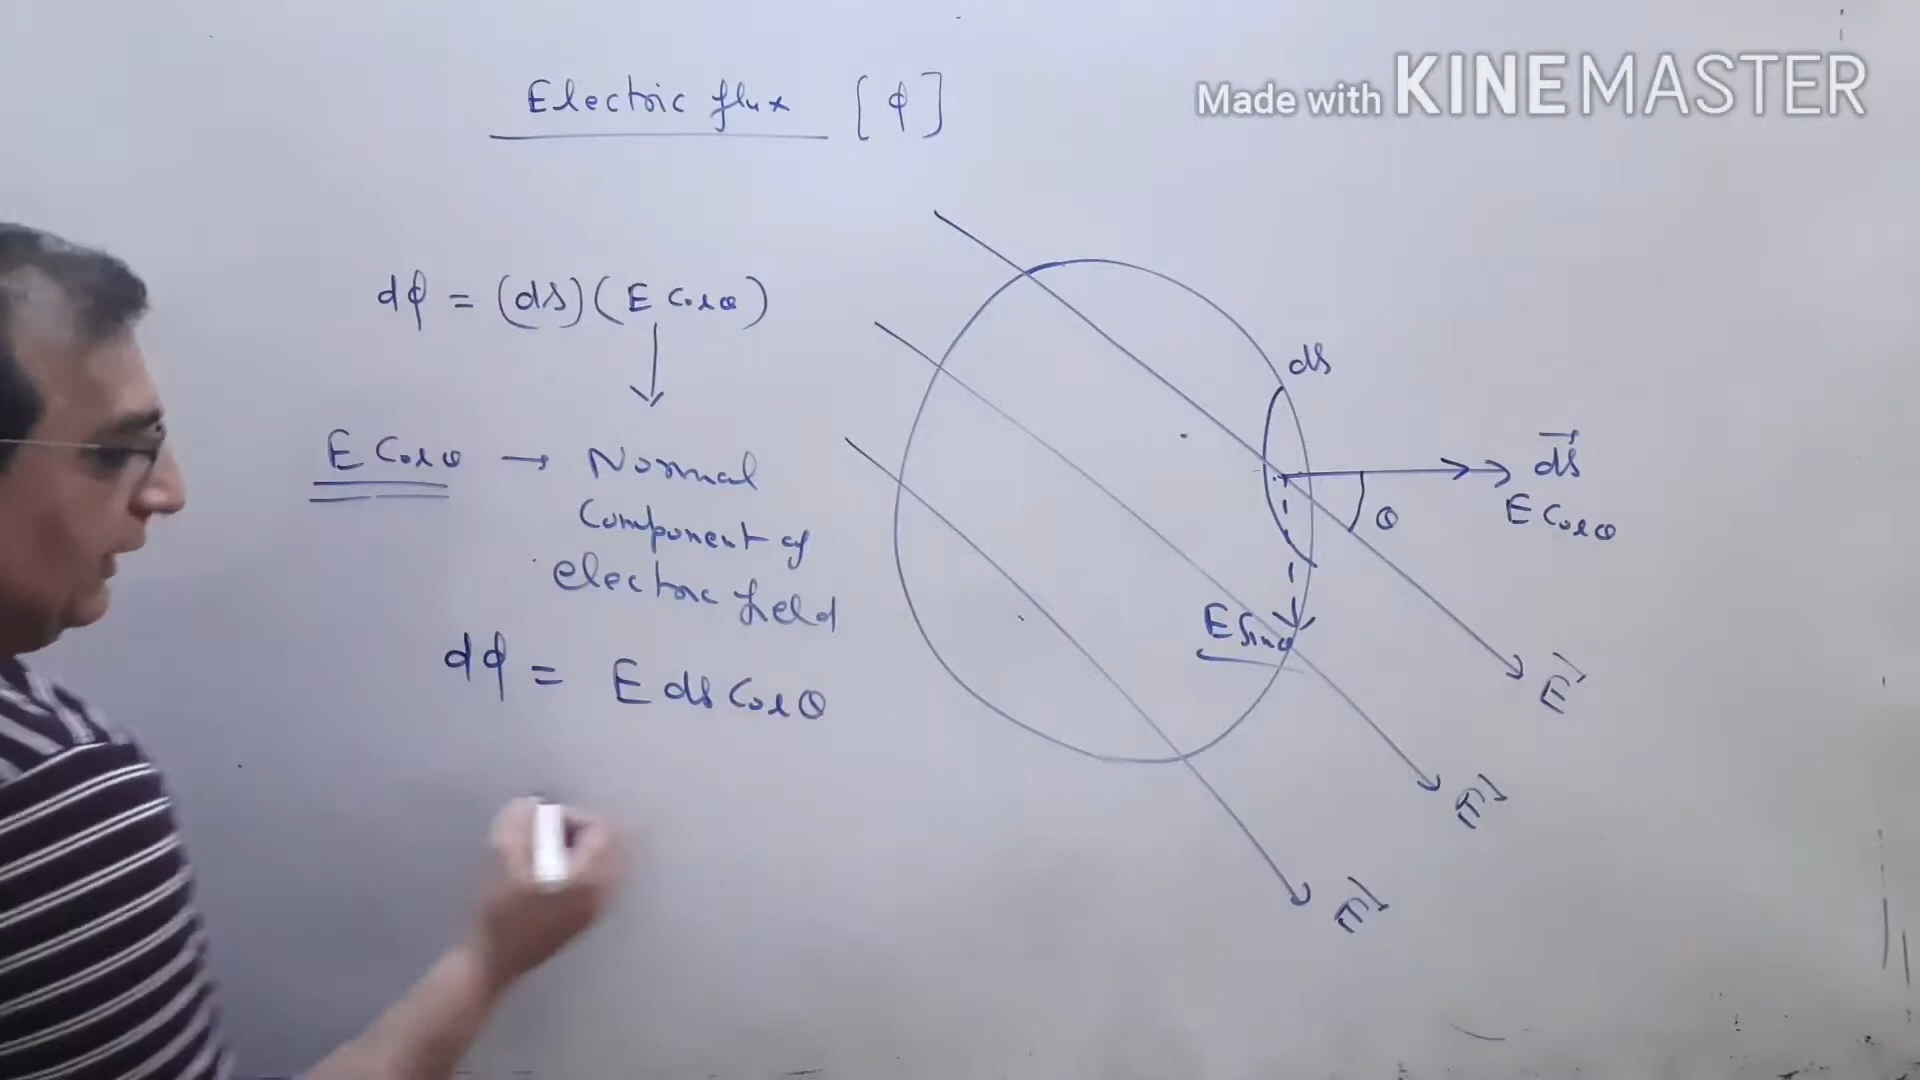 Made with KINEMASTER
Electric flux [ϕ]
dϕ = (ds)(E Cosθ)
E Cosθ → Normal
Component of
electric field
dϕ = E ds Cosθ
ds
d⃗s
E Cosθ
θ
E Sinθ
E⃗
E⃗
E⃗